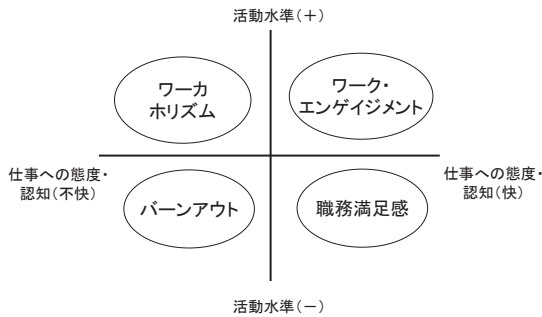 活動水準(＋)
ワーカ
ホリズム
ワーク・
エンゲイジメント
仕事への態度・
認知(不快)
仕事への態度・
認知(快)
バーンアウト
職務満足感
活動水準(－)